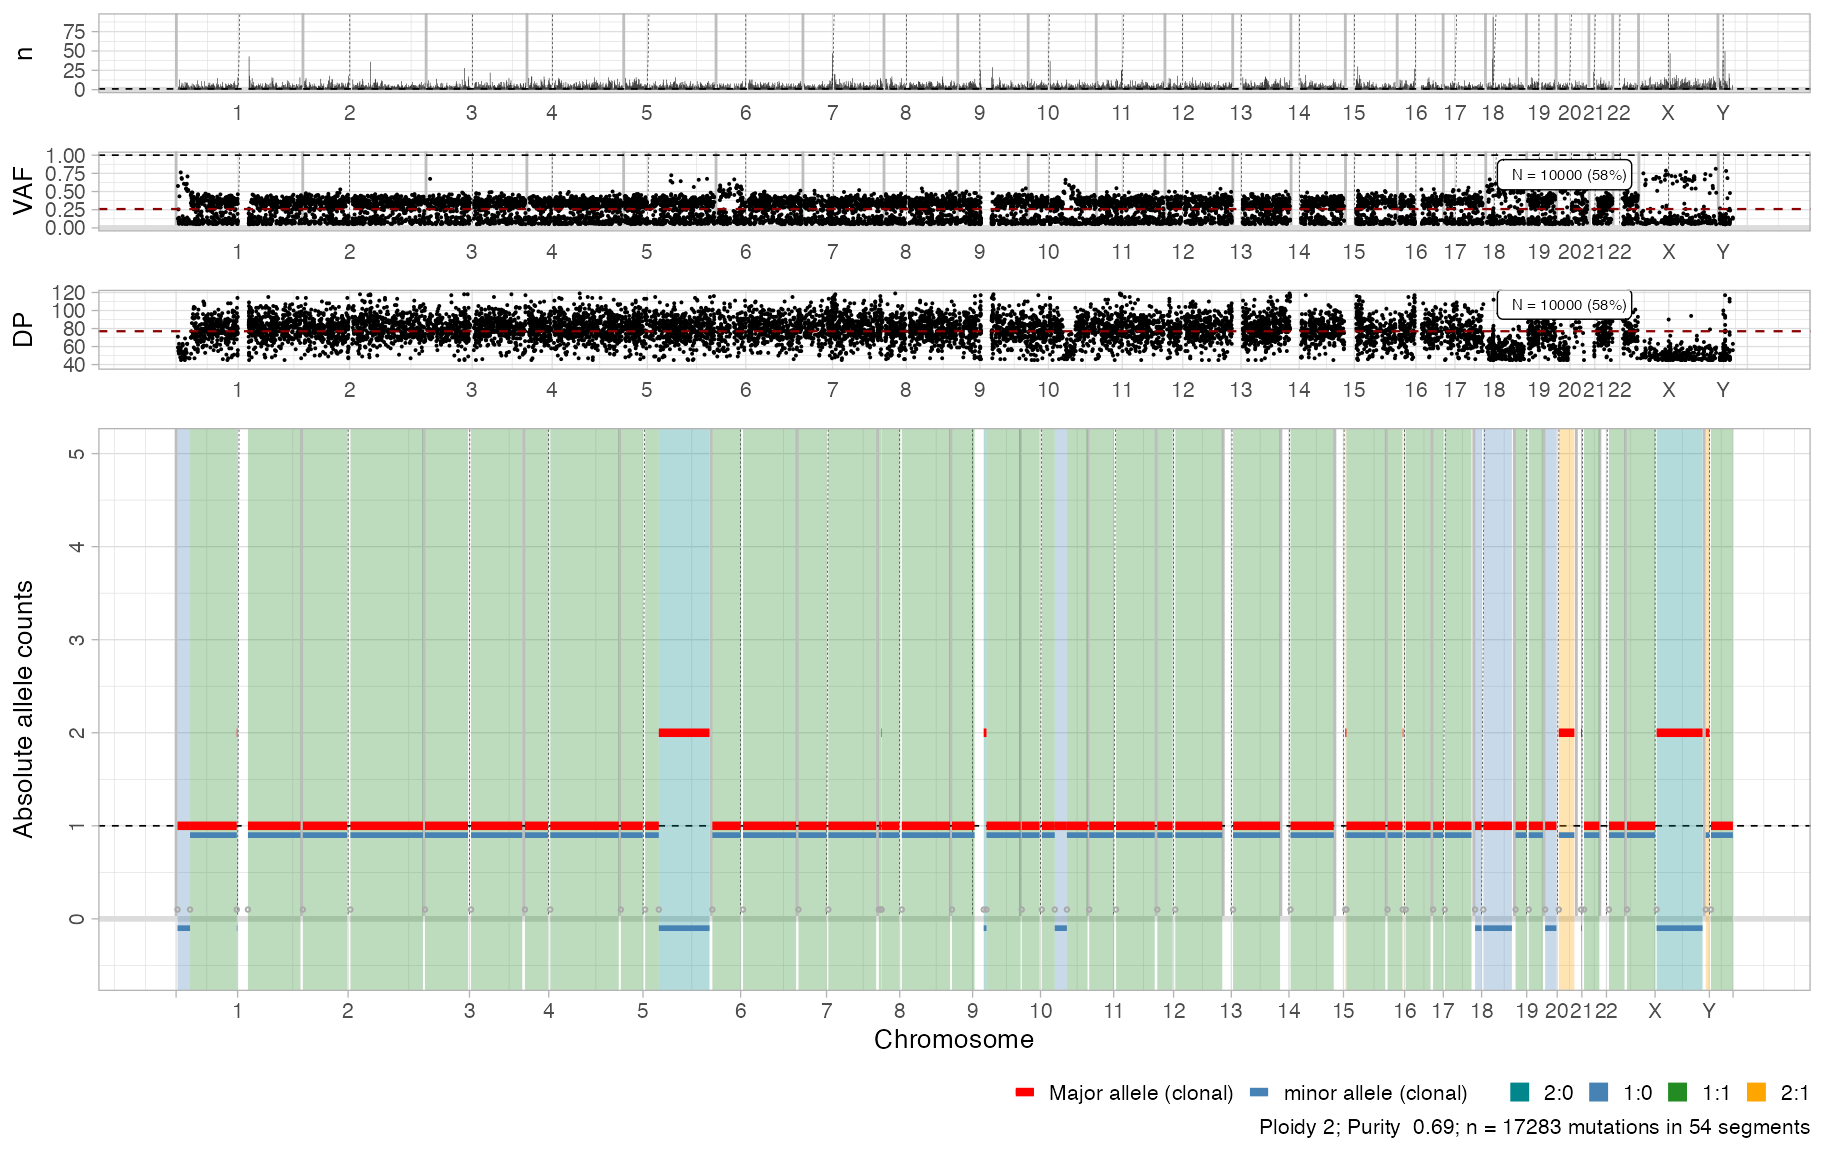 n
75
50
25
0
1 2 3 4 5 6 7 8 9 10 11 12 13 14 15 16 17 18 19 20 21 22 X Y
VAF
1.00
0.75
0.50
0.25
0.00
N = 10000 (58%)
1 2 3 4 5 6 7 8 9 10 11 12 13 14 15 16 17 18 19 20 21 22 X Y
DP
120
100
80
60
40
N = 10000 (58%)
1 2 3 4 5 6 7 8 9 10 11 12 13 14 15 16 17 18 19 20 21 22 X Y
Absolute allele counts
5
4
3
2
1
0
1 2 3 4 5 6 7 8 9 10 11 12 13 14 15 16 17 18 19 20 21 22 X Y
Chromosome
Major allele (clonal) minor allele (clonal) 2:0 1:0 1:1 2:1
Ploidy 2; Purity 0.69; n = 17283 mutations in 54 segments